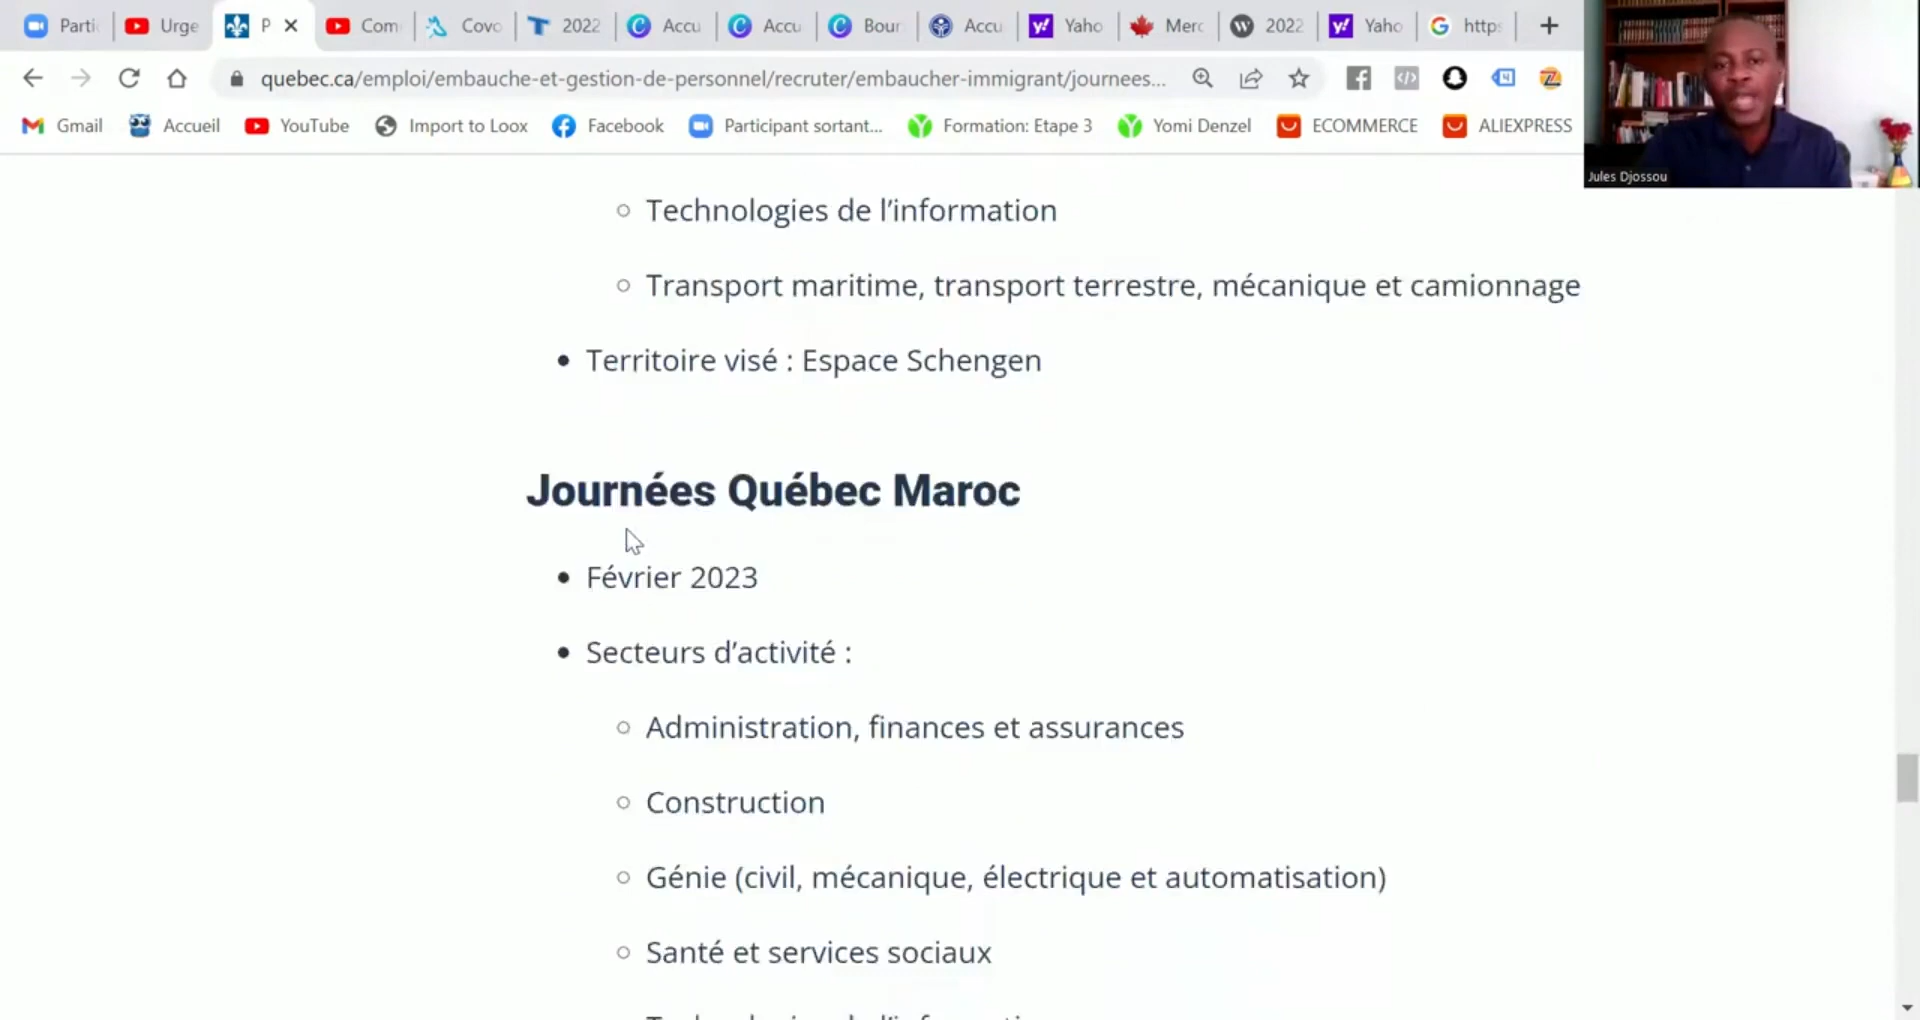 Parti
Urge
P
Com
Covo
2022
Accu
Accu
Bour
Accu
Yaho
Merc
2022
Yaho
https
quebec.ca/emploi/embauche-et-gestion-de-personnel/recruter/embaucher-immigrant/journees...
Gmail
Accueil
YouTube
Import to Loox
Facebook
Participant sortant...
Formation: Etape 3
Yomi Denzel
ECOMMERCE
ALIEXPRESS
Jules Djossou
Technologies de l'information
Transport maritime, transport terrestre, mécanique et camionnage
Territoire visé : Espace Schengen
Journées Québec Maroc
Février 2023
Secteurs d'activité :
Administration, finances et assurances
Construction
Génie (civil, mécanique, électrique et automatisation)
Santé et services sociaux